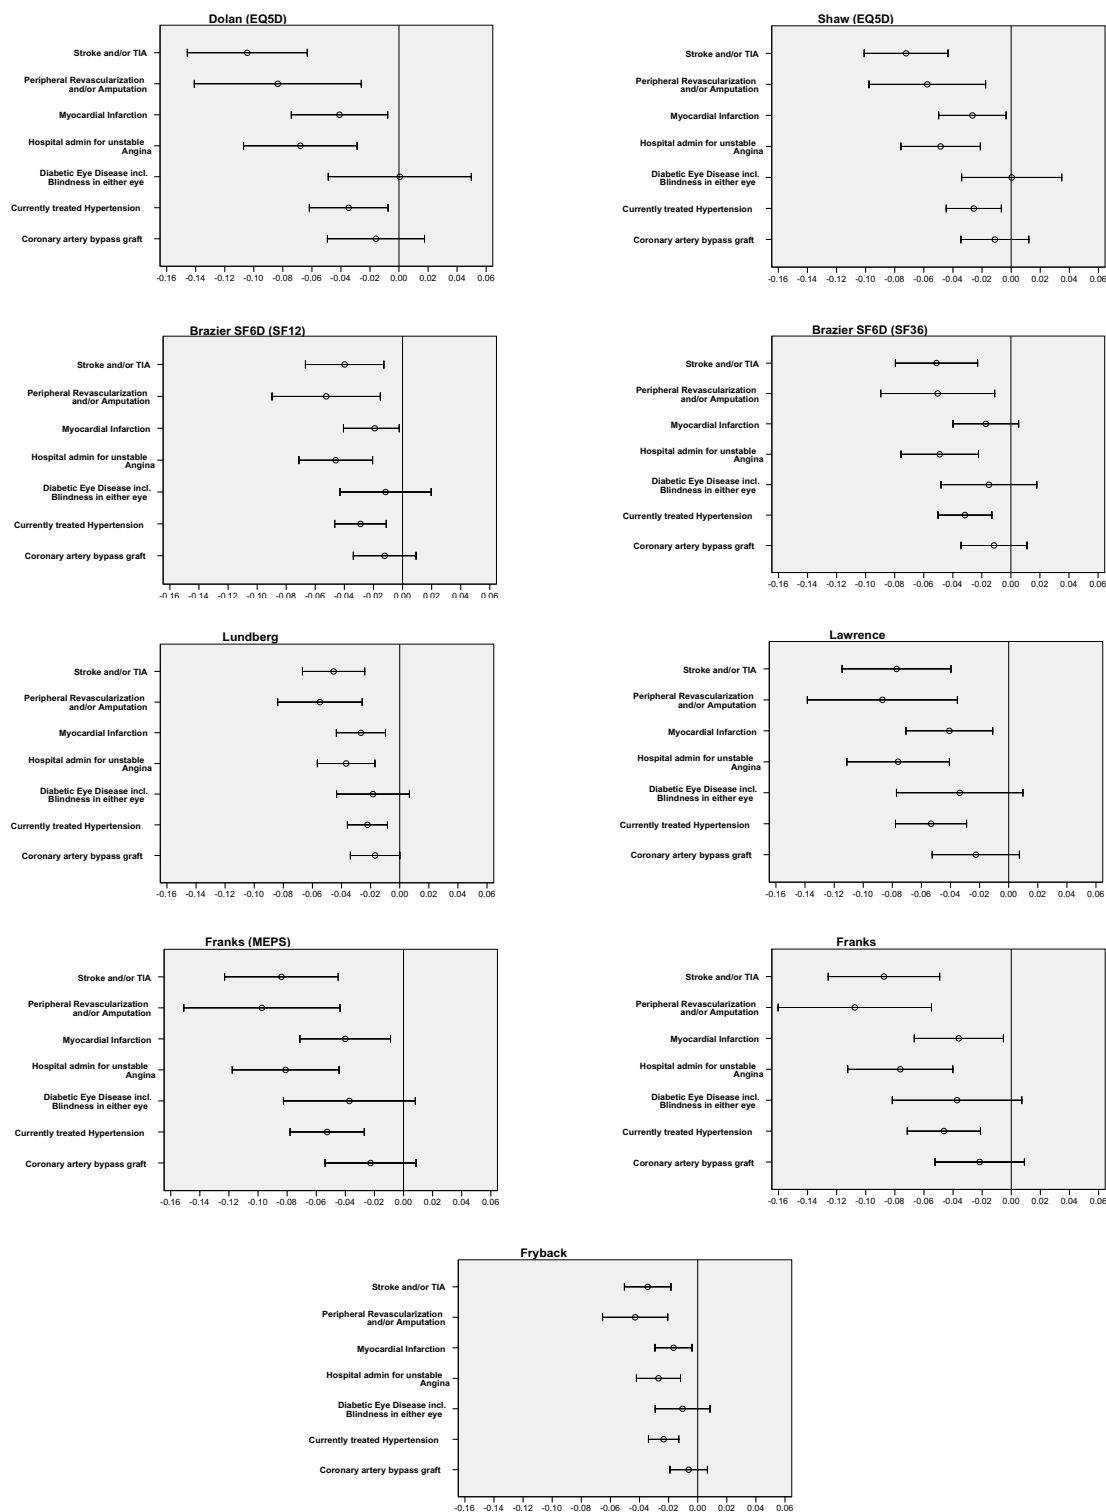 Dolan (EQ5D)
Stroke and/or TIA
Peripheral Revascularization
and/or Amputation
Myocardial Infarction
Hospital admin for unstable
Angina
Diabetic Eye Disease incl.
Blindness in either eye
Currently treated Hypertension
Coronary artery bypass graft
-0.16 -0.14 -0.12 -0.10 -0.08 -0.06 -0.04 -0.02 0.00 0.02 0.04 0.06
Shaw (EQ5D)
Stroke and/or TIA
Peripheral Revascularization
and/or Amputation
Myocardial Infarction
Hospital admin for unstable
Angina
Diabetic Eye Disease incl.
Blindness in either eye
Currently treated Hypertension
Coronary artery bypass graft
-0.16 -0.14 -0.12 -0.10 -0.08 -0.06 -0.04 -0.02 0.00 0.02 0.04 0.06
Brazier SF6D (SF12)
Stroke and/or TIA
Peripheral Revascularization
and/or Amputation
Myocardial Infarction
Hospital admin for unstable
Angina
Diabetic Eye Disease incl.
Blindness in either eye
Currently treated Hypertension
Coronary artery bypass graft
-0.16 -0.14 -0.12 -0.10 -0.08 -0.06 -0.04 -0.02 0.00 0.02 0.04 0.06
Brazier SF6D (SF36)
Stroke and/or TIA
Peripheral Revascularization
and/or Amputation
Myocardial Infarction
Hospital admin for unstable
Angina
Diabetic Eye Disease incl.
Blindness in either eye
Currently treated Hypertension
Coronary artery bypass graft
-0.16 -0.14 -0.12 -0.10 -0.08 -0.06 -0.04 -0.02 0.00 0.02 0.04 0.06
Lundberg
Stroke and/or TIA
Peripheral Revascularization
and/or Amputation
Myocardial Infarction
Hospital admin for unstable
Angina
Diabetic Eye Disease incl.
Blindness in either eye
Currently treated Hypertension
Coronary artery bypass graft
-0.16 -0.14 -0.12 -0.10 -0.08 -0.06 -0.04 -0.02 0.00 0.02 0.04 0.06
Lawrence
Stroke and/or TIA
Peripheral Revascularization
and/or Amputation
Myocardial Infarction
Hospital admin for unstable
Angina
Diabetic Eye Disease incl.
Blindness in either eye
Currently treated Hypertension
Coronary artery bypass graft
-0.16 -0.14 -0.12 -0.10 -0.08 -0.06 -0.04 -0.02 0.00 0.02 0.04 0.06
Franks (MEPS)
Stroke and/or TIA
Peripheral Revascularization
and/or Amputation
Myocardial Infarction
Hospital admin for unstable
Angina
Diabetic Eye Disease incl.
Blindness in either eye
Currently treated Hypertension
Coronary artery bypass graft
-0.16 -0.14 -0.12 -0.10 -0.08 -0.06 -0.04 -0.02 0.00 0.02 0.04 0.06
Franks
Stroke and/or TIA
Peripheral Revascularization
and/or Amputation
Myocardial Infarction
Hospital admin for unstable
Angina
Diabetic Eye Disease incl.
Blindness in either eye
Currently treated Hypertension
Coronary artery bypass graft
-0.16 -0.14 -0.12 -0.10 -0.08 -0.06 -0.04 -0.02 0.00 0.02 0.04 0.06
Fryback
Stroke and/or TIA
Peripheral Revascularization
and/or Amputation
Myocardial Infarction
Hospital admin for unstable
Angina
Diabetic Eye Disease incl.
Blindness in either eye
Currently treated Hypertension
Coronary artery bypass graft
-0.16 -0.14 -0.12 -0.10 -0.08 -0.06 -0.04 -0.02 0.00 0.02 0.04 0.06